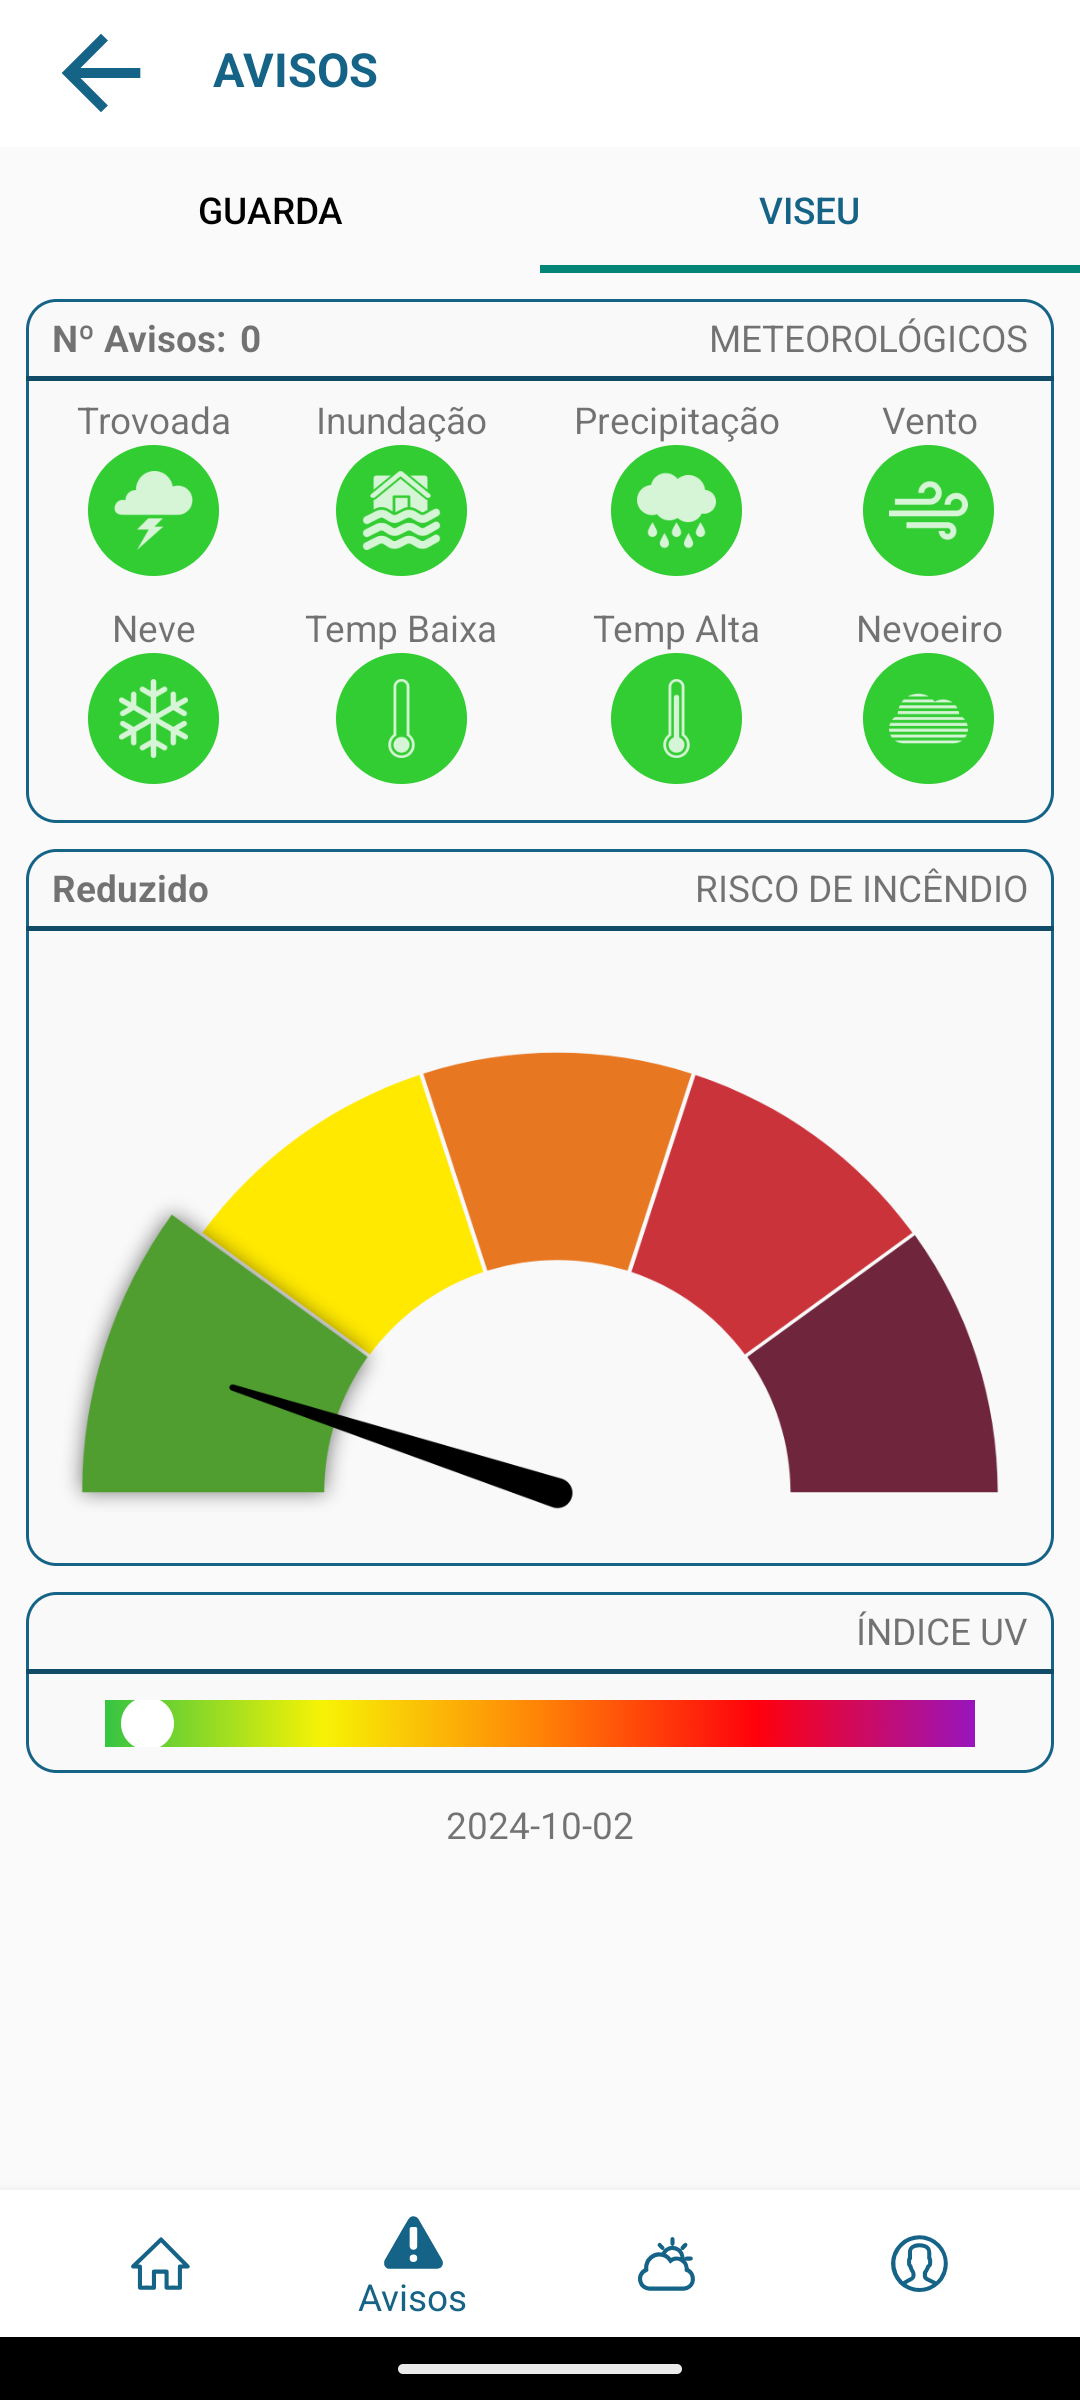 AVISOS
GUARDA
VISEU
Nº Avisos: 0
METEOROLÓGICOS
Trovoada
Inundação
Precipitação
Vento
Neve
Temp Baixa
Temp Alta
Nevoeiro
Reduzido
RISCO DE INCÊNDIO
ÍNDICE UV
2024-10-02
Avisos